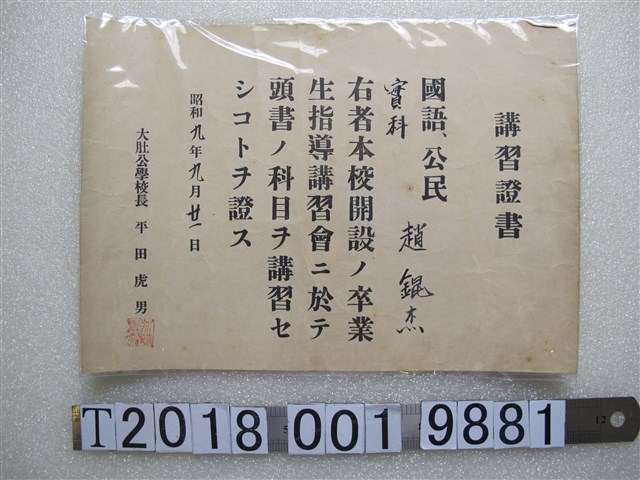 講習證書
國語、公民
實科
趙錕杰
右者本校開設ノ卒業
生指導講習會ニ於テ
頭書ノ科目ヲ講習セ
シコトヲ證ス
昭和九年九月廿一日
大肚公學校長 平田虎男
T2018 001 9881
12